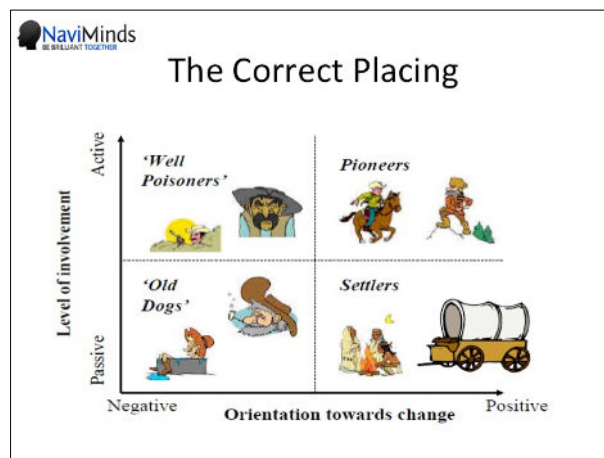 NaviMinds
BE BRILLIANT TOGETHER
The Correct Placing
Active
'Well
Poisoners'
Pioneers
Level of involvement
'Old
Dogs'
Settlers
Passive
Negative
Orientation towards change
Positive